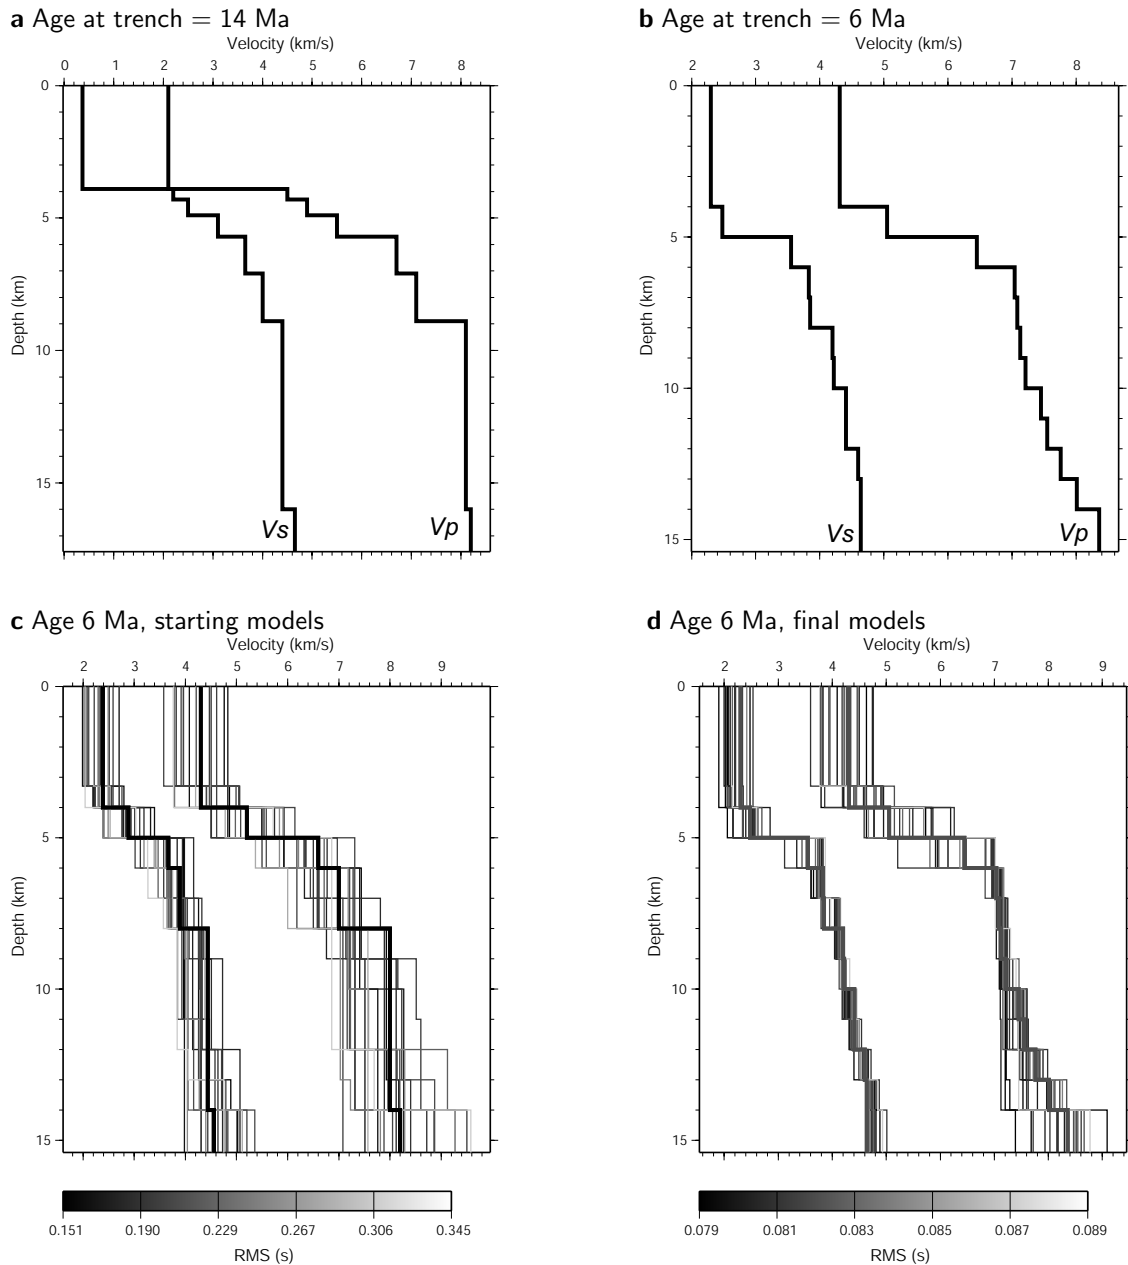 a Age at trench = 14 Ma
Velocity (km/s)
0 1 2 3 4 5 6 7 8
0
5
10
15
Depth (km)
Vs
Vp
b Age at trench = 6 Ma
Velocity (km/s)
2 3 4 5 6 7 8
0
5
10
15
Depth (km)
Vs
Vp
c Age 6 Ma, starting models
Velocity (km/s)
2 3 4 5 6 7 8 9
0
5
10
15
Depth (km)
0.151 0.190 0.229 0.267 0.306 0.345
RMS (s)
d Age 6 Ma, final models
Velocity (km/s)
2 3 4 5 6 7 8 9
0
5
10
15
Depth (km)
0.079 0.081 0.083 0.085 0.087 0.089
RMS (s)